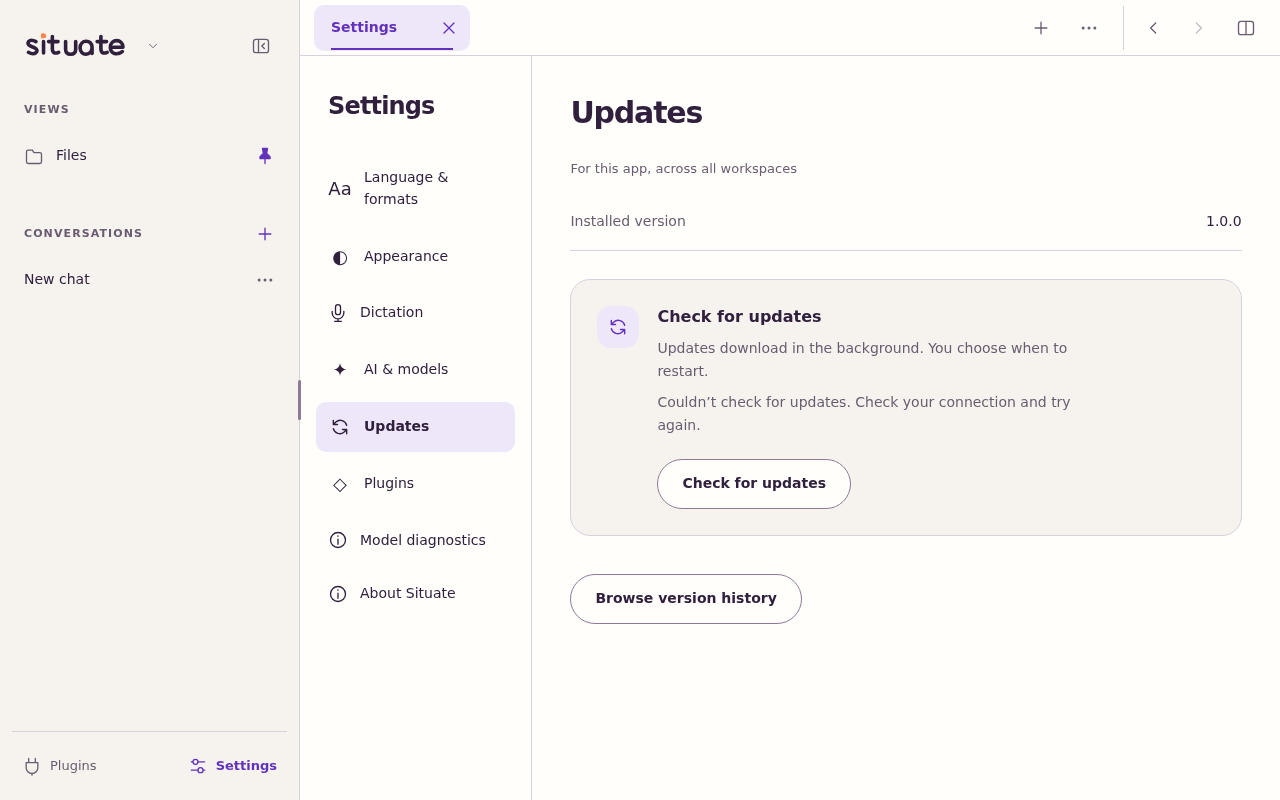 situate
VIEWS
Files
CONVERSATIONS
New chat
Plugins
Settings
Settings
Settings
Aa
Language &
formats
Appearance
Dictation
AI & models
Updates
Plugins
Model diagnostics
About Situate
Updates
For this app, across all workspaces
Installed version 1.0.0
Check for updates
Updates download in the background. You choose when to
restart.
Couldn’t check for updates. Check your connection and try
again.
Check for updates
Browse version history